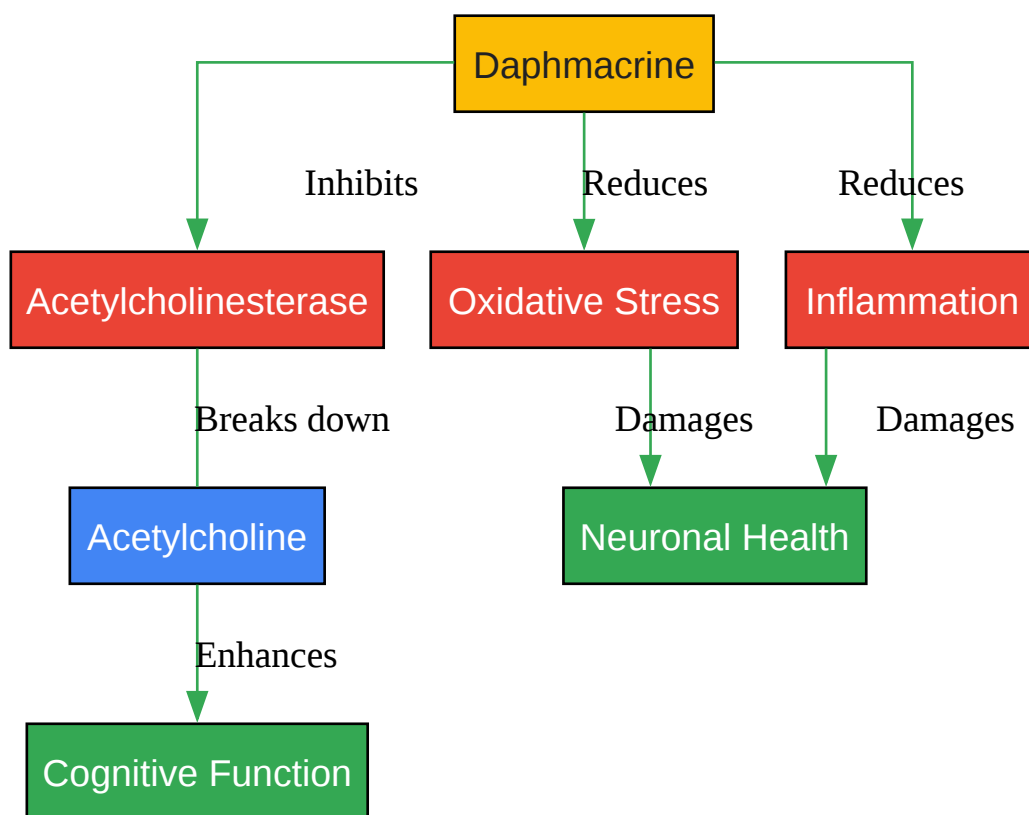 Daphmacrine
Inhibits
Reduces
Reduces
Acetylcholinesterase
Oxidative Stress
Inflammation
Breaks down
Damages
Damages
Acetylcholine
Neuronal Health
Enhances
Cognitive Function